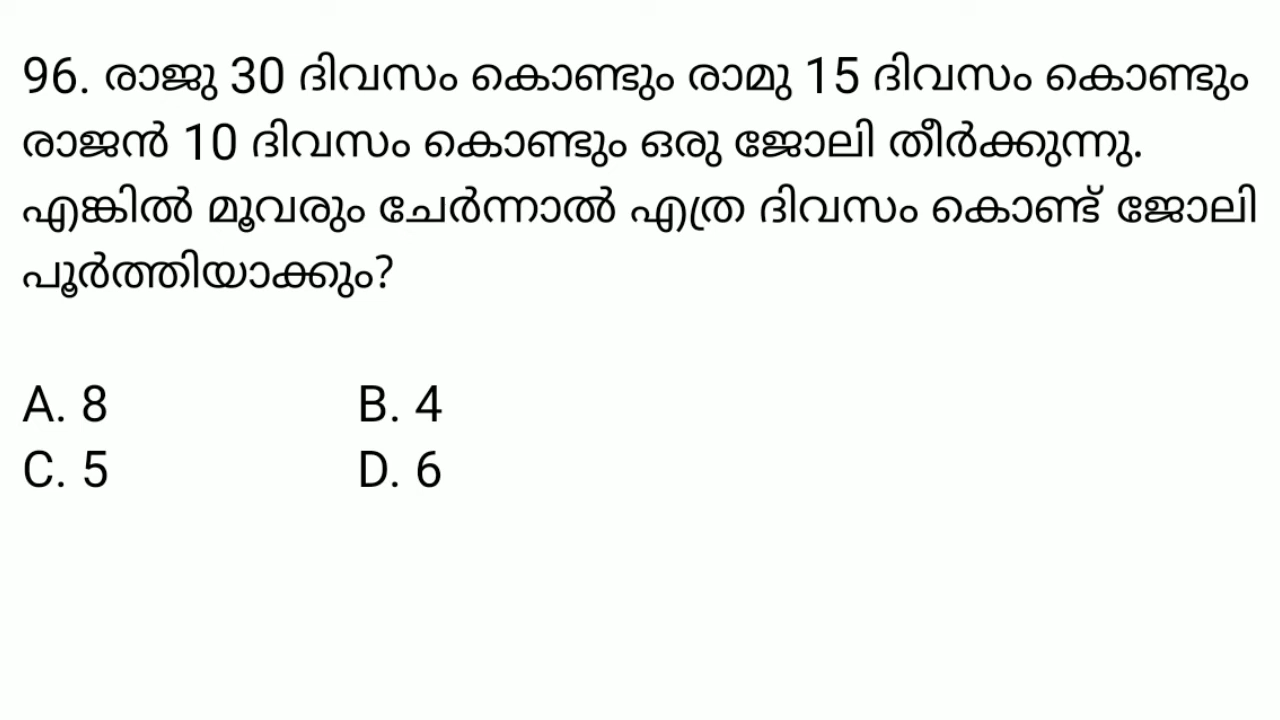 96. രാജു 30 ദിവസം കൊണ്ടും രാമു 15 ദിവസം കൊണ്ടും
രാജൻ 10 ദിവസം കൊണ്ടും ഒരു ജോലി തീർക്കുന്നു.
എങ്കിൽ മൂവരും ചേർന്നാൽ എത്ര ദിവസം കൊണ്ട് ജോലി
പൂർത്തിയാക്കും?
A. 8 B. 4
C. 5 D. 6